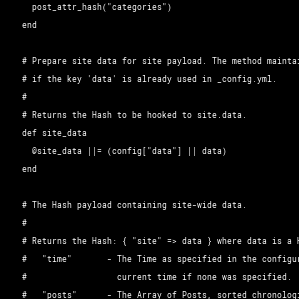 post_attr_hash("categories")
end
# Prepare site data for site payload. The method maintai
# if the key 'data' is already used in _config.yml.
#
# Returns the Hash to be hooked to site.data.
def site_data
@site_data ||= (config["data"] || data)
end
# The Hash payload containing site-wide data.
#
# Returns the Hash: { "site" => data } where data is a H
# "time" - The Time as specified in the configur
# current time if none was specified.
# "posts" - The Array of Posts, sorted chronologi